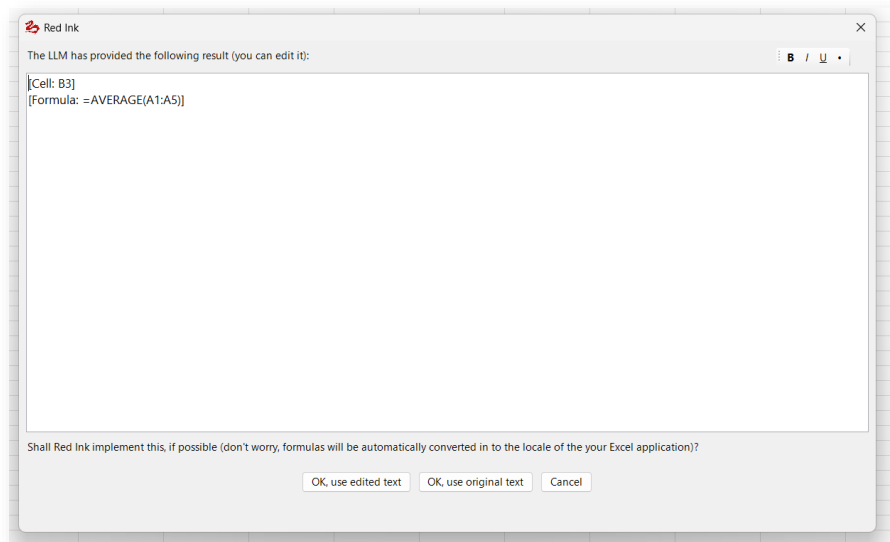 Red Ink
The LLM has provided the following result (you can edit it):
B I U •
[Cell: B3]
[Formula: =AVERAGE(A1:A5)]
Shall Red Ink implement this, if possible (don't worry, formulas will be automatically converted in to the locale of the your Excel application)?
OK, use edited text OK, use original text Cancel